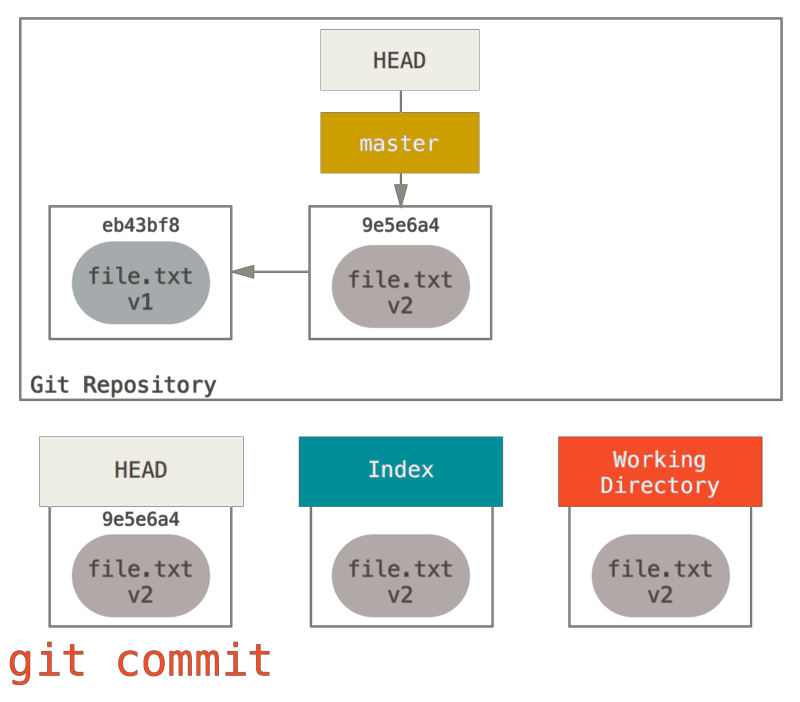 HEAD
master
eb43bf8
9e5e6a4
file.txt
v1
file.txt
v2
Git Repository
HEAD
Index
Working
Directory
9e5e6a4
file.txt
v2
file.txt
v2
file.txt
v2
git commit